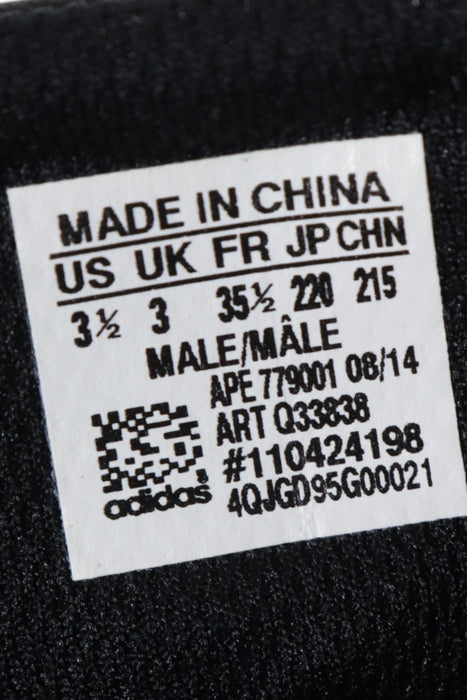 MADE IN CHINA
US UK FR JP CHN
3½ 3 35½ 220 215
MALE/MÂLE
APE 779001 08/14
ART Q33838
#110424198
4QJGD95G00021
adidas